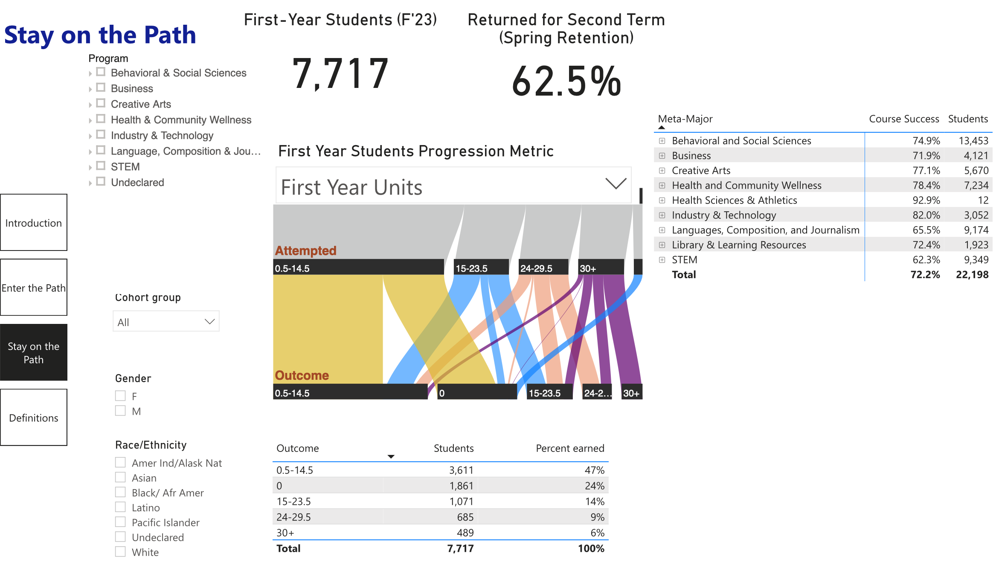 Stay on the Path
First-Year Students (F'23)
7,717
Returned for Second Term
(Spring Retention)
62.5%
Program
Behavioral & Social Sciences
Business
Creative Arts
Health & Community Wellness
Industry & Technology
Language, Composition & Jou...
STEM
Undeclared
Introduction
Enter the Path
Stay on the
Path
Definitions
Cohort group
All
Gender
F
M
Race/Ethnicity
Amer Ind/Alask Nat
Asian
Black/ Afr Amer
Latino
Pacific Islander
Undeclared
White
First Year Students Progression Metric
First Year Units
Attempted
0.5-14.5 15-23.5 24-29.5 30+
Outcome
0.5-14.5 0 15-23.5 24-2... 30+
Outcome Students Percent earned
0.5-14.5 3,611 47%
0 1,861 24%
15-23.5 1,071 14%
24-29.5 685 9%
30+ 489 6%
Total 7,717 100%
Meta-Major Course Success Students
Behavioral and Social Sciences 74.9% 13,453
Business 71.9% 4,121
Creative Arts 77.1% 5,670
Health and Community Wellness 78.4% 7,234
Health Sciences & Athletics 92.9% 12
Industry & Technology 82.0% 3,052
Languages, Composition, and Journalism 65.5% 9,174
Library & Learning Resources 72.4% 1,923
STEM 62.3% 9,349
Total 72.2% 22,198